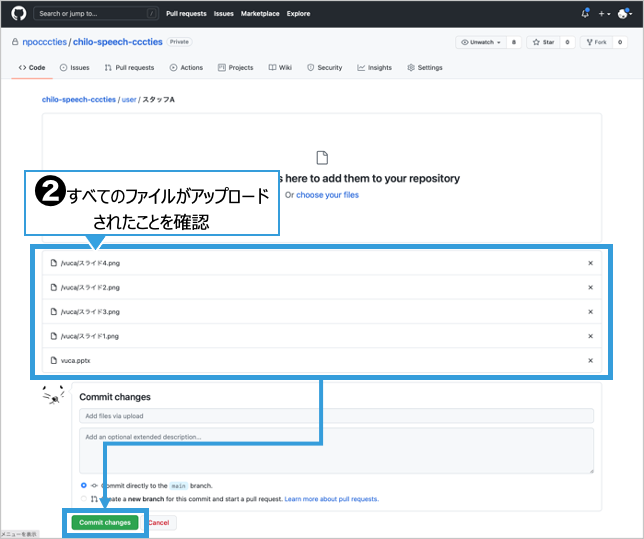 Search or jump to...
/
Pull requests
Issues
Marketplace
Explore
npocccties / chilo-speech-cccties
Private
Unwatch
8
Star
0
Fork
0
Code
Issues
Pull requests
Actions
Projects
Wiki
Security
Insights
Settings
chilo-speech-cccties / user / スタッフA
s here to add them to your repository
Or choose your files
❷すべてのファイルがアップロード
されたことを確認
/vuca/スライド4.png
/vuca/スライド2.png
/vuca/スライド3.png
/vuca/スライド1.png
vuca.pptx
Commit changes
Add files via upload
Add an optional extended description...
Commit directly to the main branch.
reate a new branch for this commit and start a pull request. Learn more about pull requests.
Commit changes
Cancel
メニューを表示